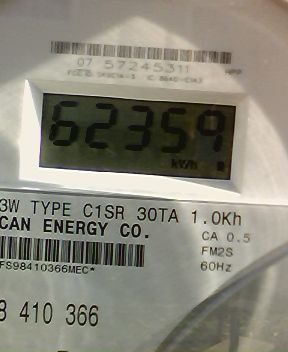 07 57245311 MPP
62359
kWh
3W TYPE C1SR 30TA 1.0Kh
CAN ENERGY CO.
CA 0.5
FM2S
FS98410366MEC*
60Hz
8 410 366